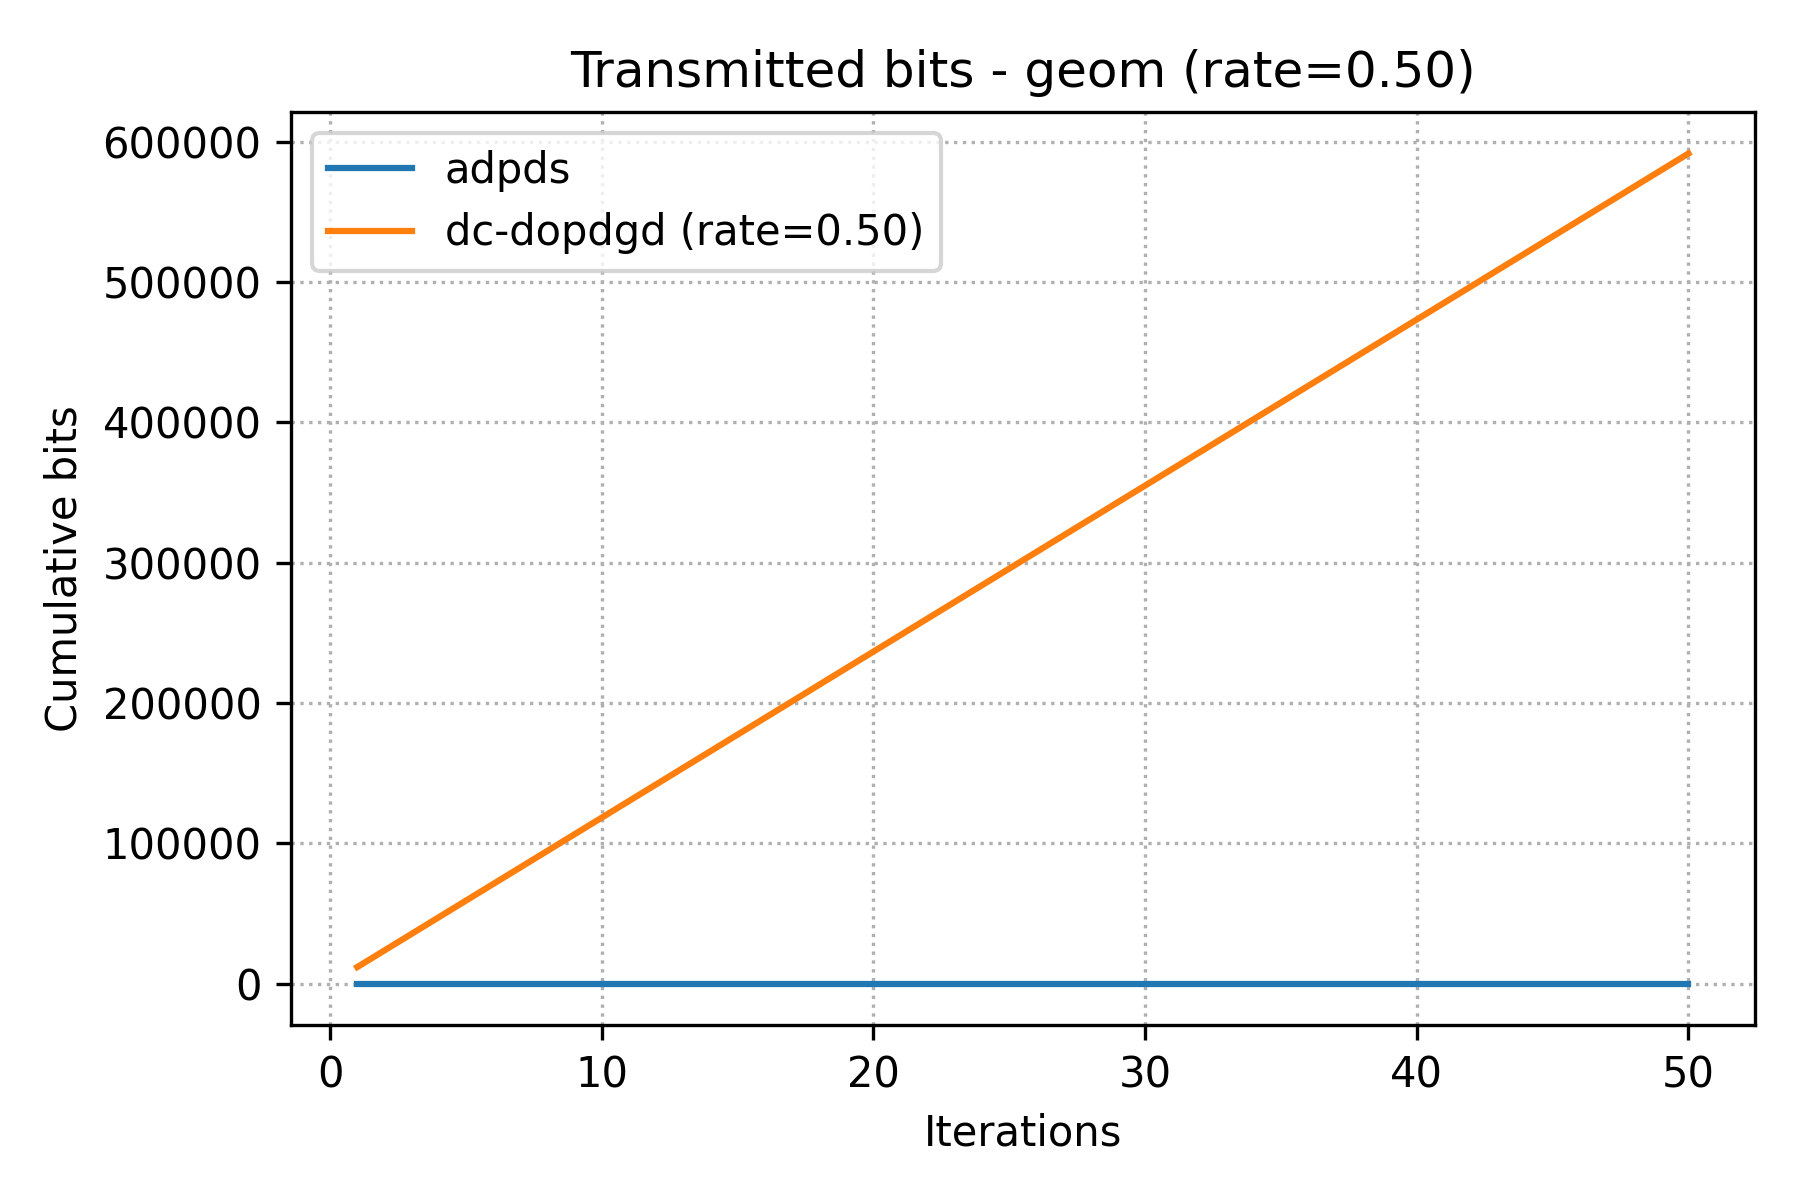 Transmitted bits - geom (rate=0.50)
600000
500000
400000
300000
200000
100000
0
Cumulative bits
adpds
dc-dopdgd (rate=0.50)
0 10 20 30 40 50
Iterations